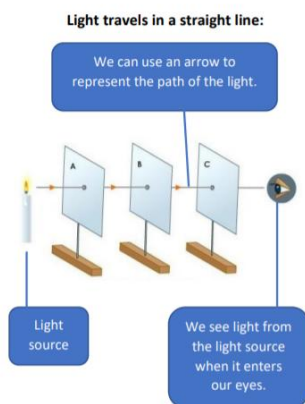 Light travels in a straight line:
We can use an arrow to
represent the path of the light.
A
B
C
Light
source
We see light from
the light source
when it enters
our eyes.